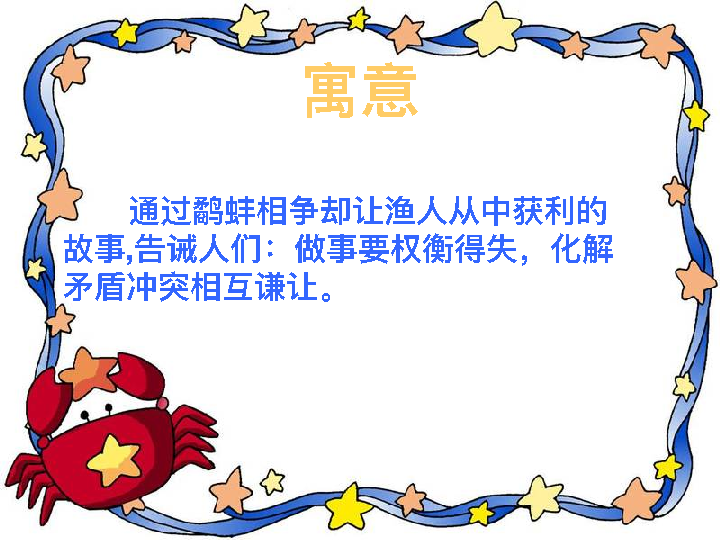 寓意
通过鹬蚌相争却让渔人从中获利的
故事,告诫人们：做事要权衡得失，化解
矛盾冲突相互谦让。